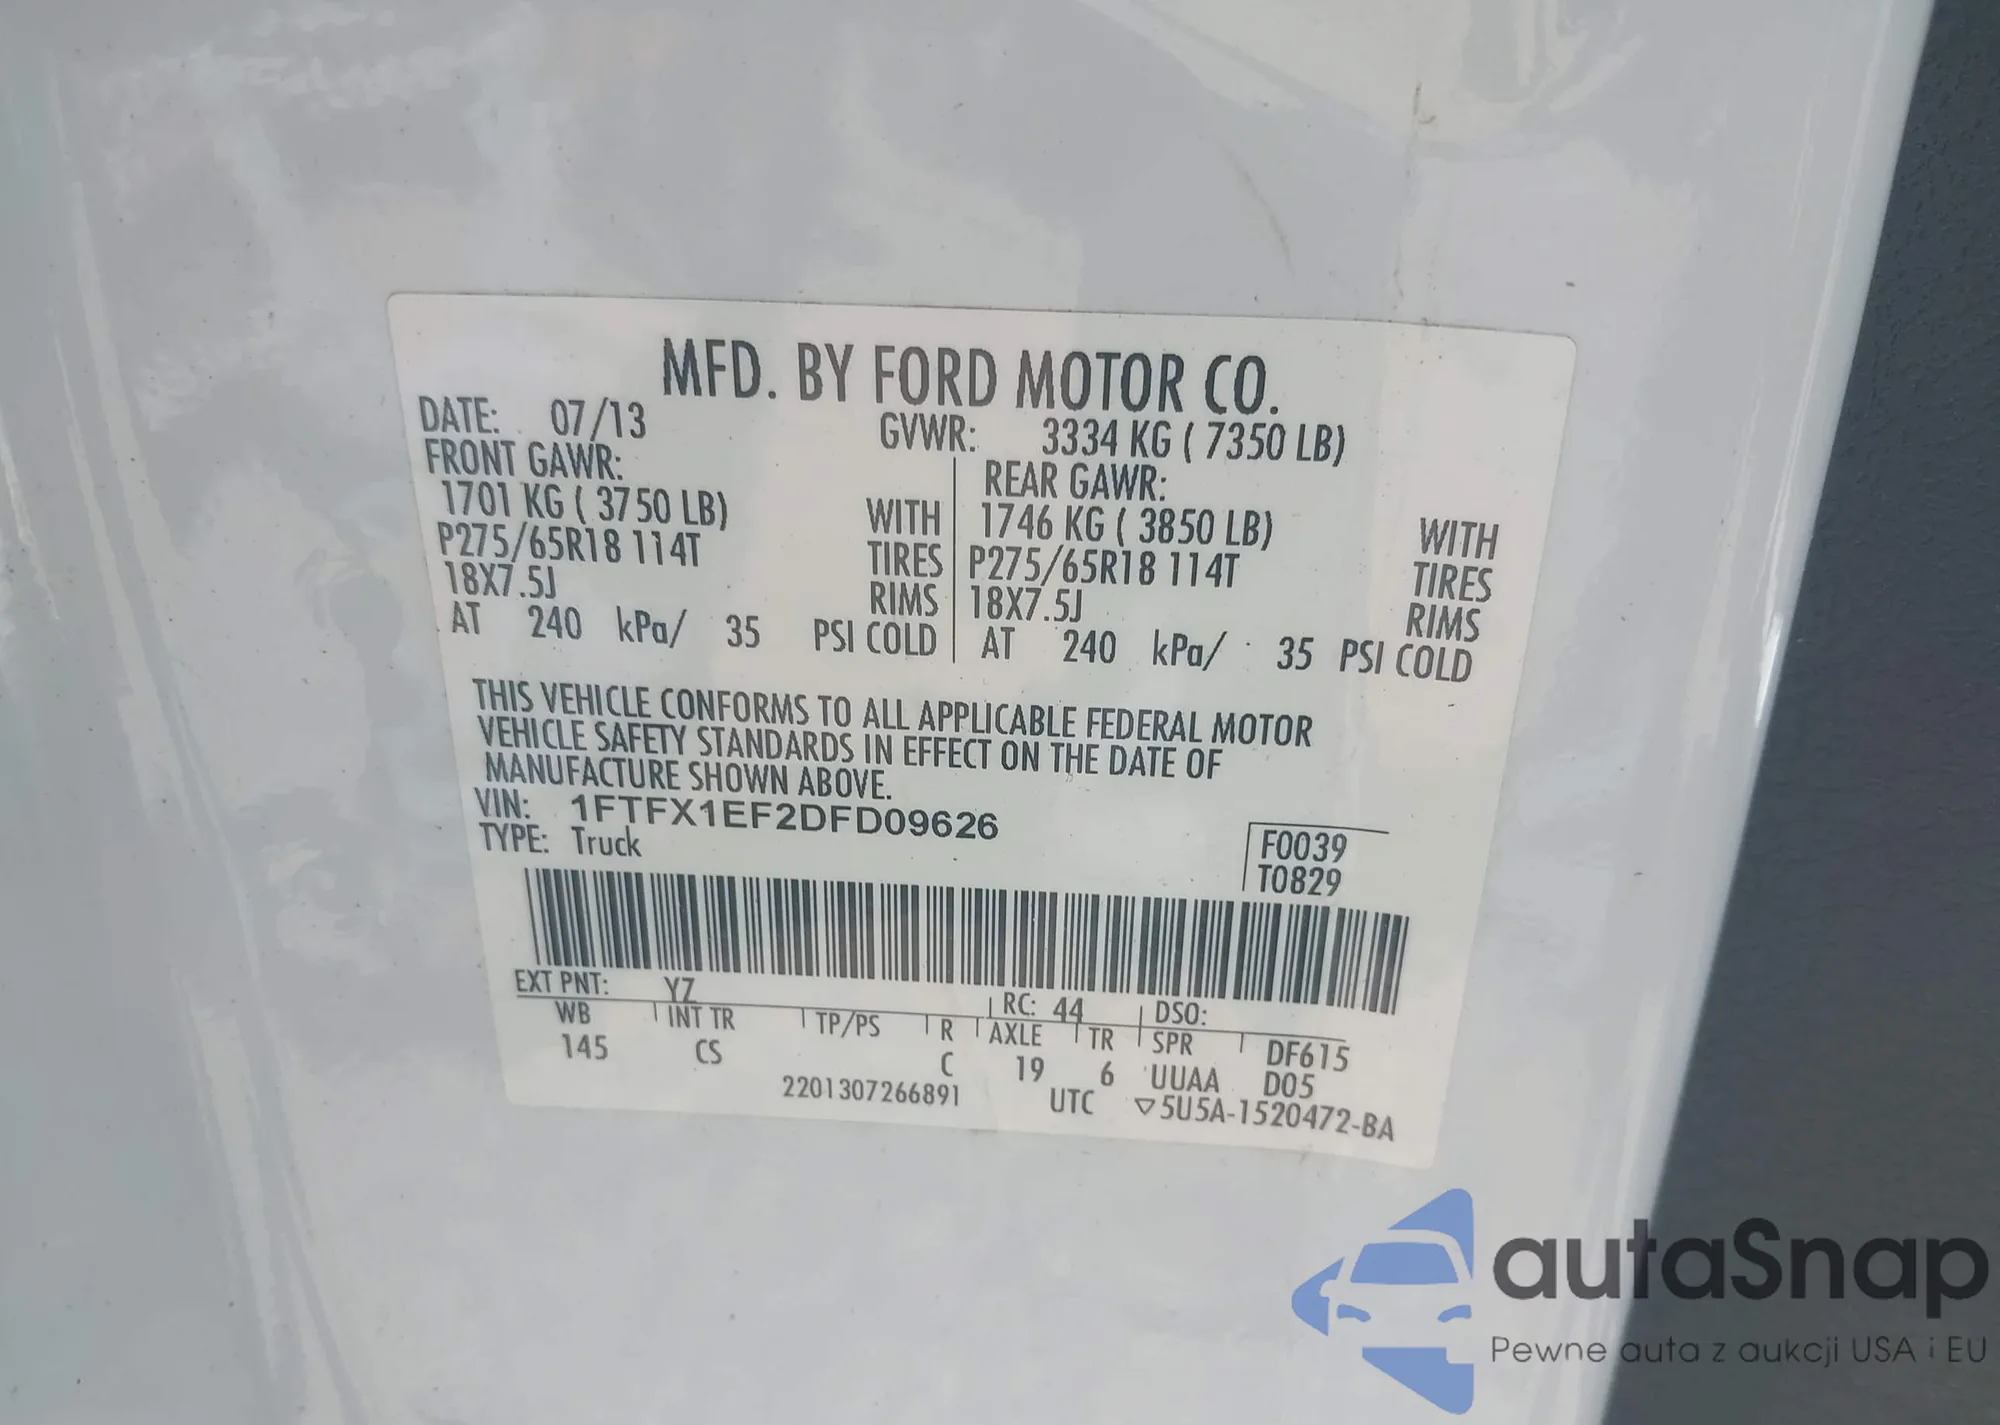 MFD. BY FORD MOTOR CO.
DATE: 07/13 GVWR: 3334 KG ( 7350 LB)
FRONT GAWR: REAR GAWR:
1701 KG ( 3750 LB) WITH 1746 KG ( 3850 LB) WITH
P275/65R18 114T TIRES P275/65R18 114T TIRES
18X7.5J RIMS 18X7.5J RIMS
AT 240 kPa/ 35 PSI COLD AT 240 kPa/ 35 PSI COLD
THIS VEHICLE CONFORMS TO ALL APPLICABLE FEDERAL MOTOR
VEHICLE SAFETY STANDARDS IN EFFECT ON THE DATE OF
MANUFACTURE SHOWN ABOVE.
VIN: 1FTFX1EF2DFD09626
TYPE: Truck
F0039
T0829
EXT PNT: YZ RC: 44 DSO:
WB INT TR TP/PS R AXLE TR SPR DF615
145 CS C 19 6 UUAA D05
2201307266891 UTC ▽5U5A-1520472-BA
autaSnap
Pewne auta z aukcji USA i EU